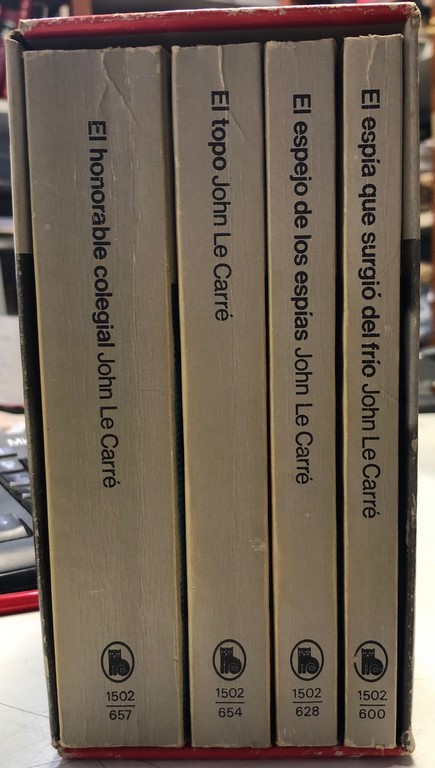 El honorable colegial John Le Carré
1502
657
El topo John Le Carré
1502
654
El espejo de los espías John Le Carré
1502
628
El espía que surgió del frío John Le Carré
1502
600